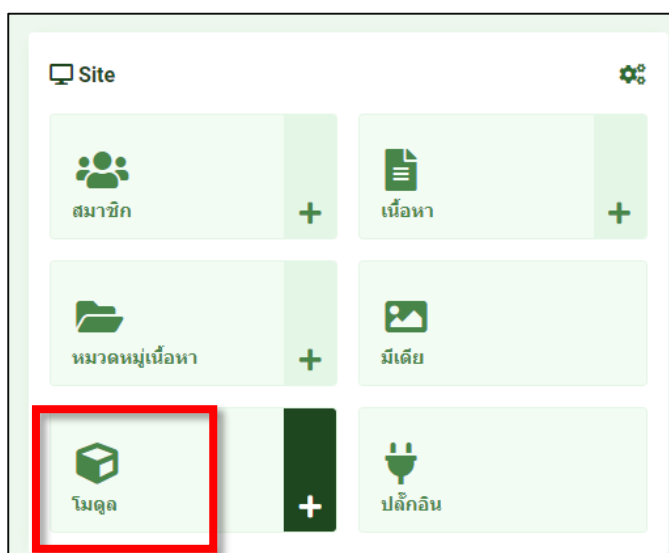 Site
สมาชิก
เนื้อหา
หมวดหมู่เนื้อหา
มีเดีย
โมดูล
ปลั๊กอิน